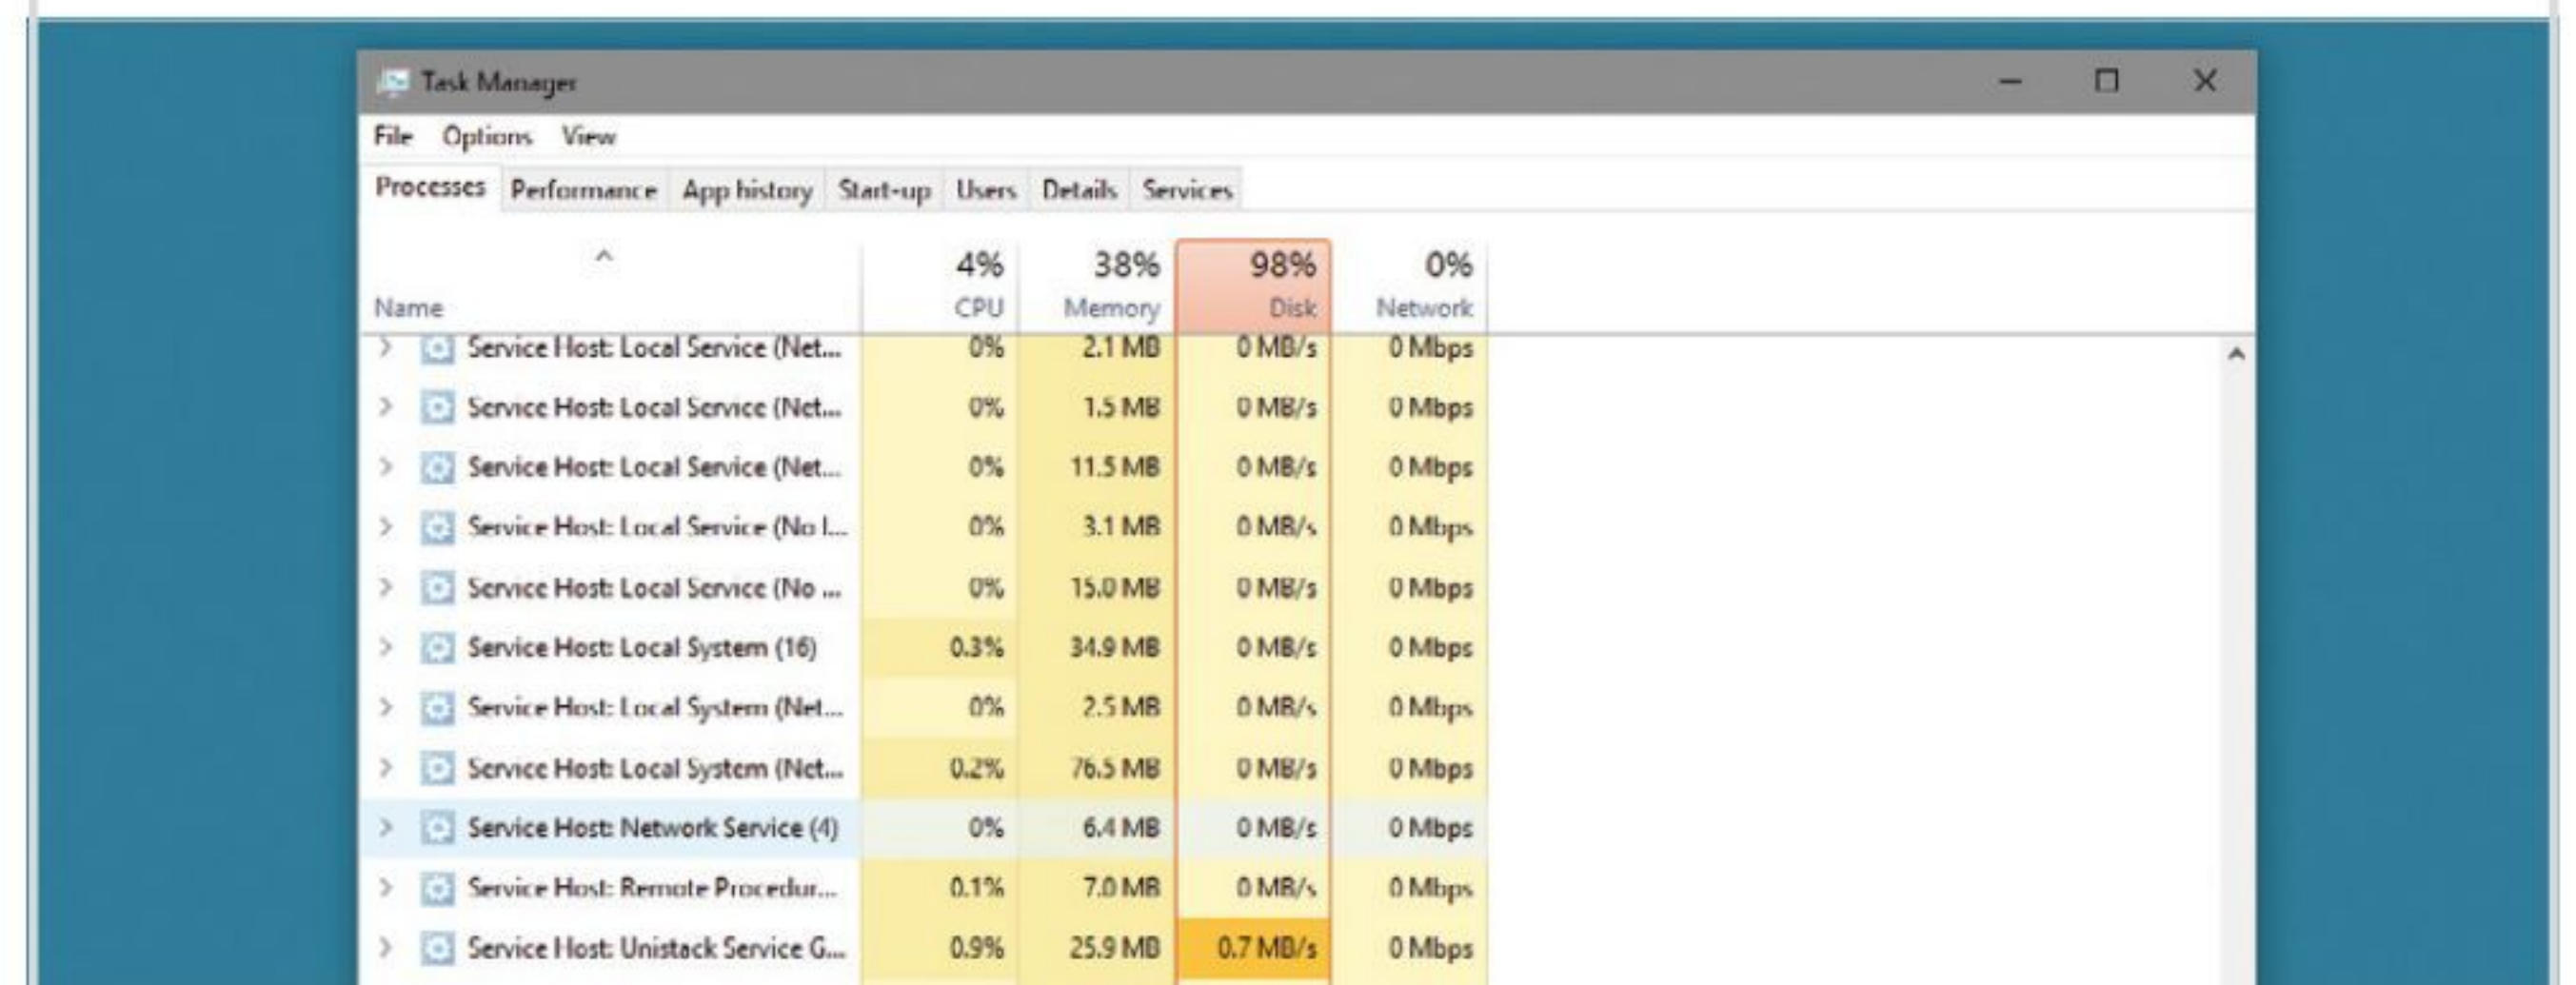 Task Manager
File Options View
Processes Performance App history Start-up Users Details Services
4% 38% 98% 0%
Name CPU Memory Disk Network
Service Host: Local Service (Net... 0% 2.1 MB 0 MB/s 0 Mbps
Service Host: Local Service (Net... 0% 1.5 MB 0 MB/s 0 Mbps
Service Host: Local Service (Net... 0% 11.5 MB 0 MB/s 0 Mbps
Service Host: Local Service (No I... 0% 3.1 MB 0 MB/s 0 Mbps
Service Host: Local Service (No ... 0% 15.0 MB 0 MB/s 0 Mbps
Service Host: Local System (16) 0.3% 34.9 MB 0 MB/s 0 Mbps
Service Host: Local System (Net... 0% 2.5 MB 0 MB/s 0 Mbps
Service Host: Local System (Net... 0.2% 76.5 MB 0 MB/s 0 Mbps
Service Host: Network Service (4) 0% 6.4 MB 0 MB/s 0 Mbps
Service Host: Remote Procedur... 0.1% 7.0 MB 0 MB/s 0 Mbps
Service Host: Unistack Service G... 0.9% 25.9 MB 0.7 MB/s 0 Mbps